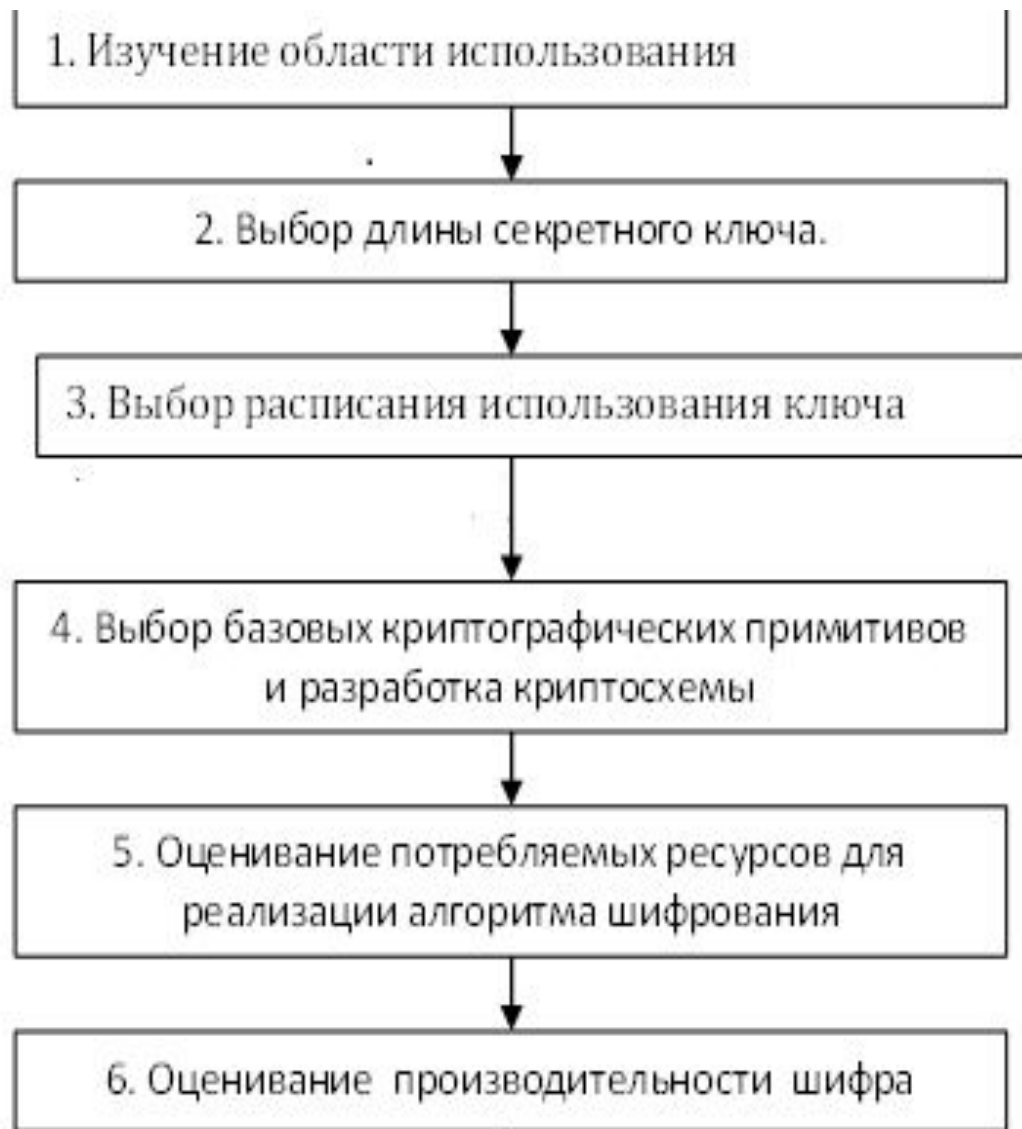 1. Изучение области использования
2. Выбор длины секретного ключа.
3. Выбор расписания использования ключа
4. Выбор базовых криптографических примитивов
и разработка криптосхемы
5. Оценивание потребляемых ресурсов для
реализации алгоритма шифрования
6. Оценивание производительности шифра